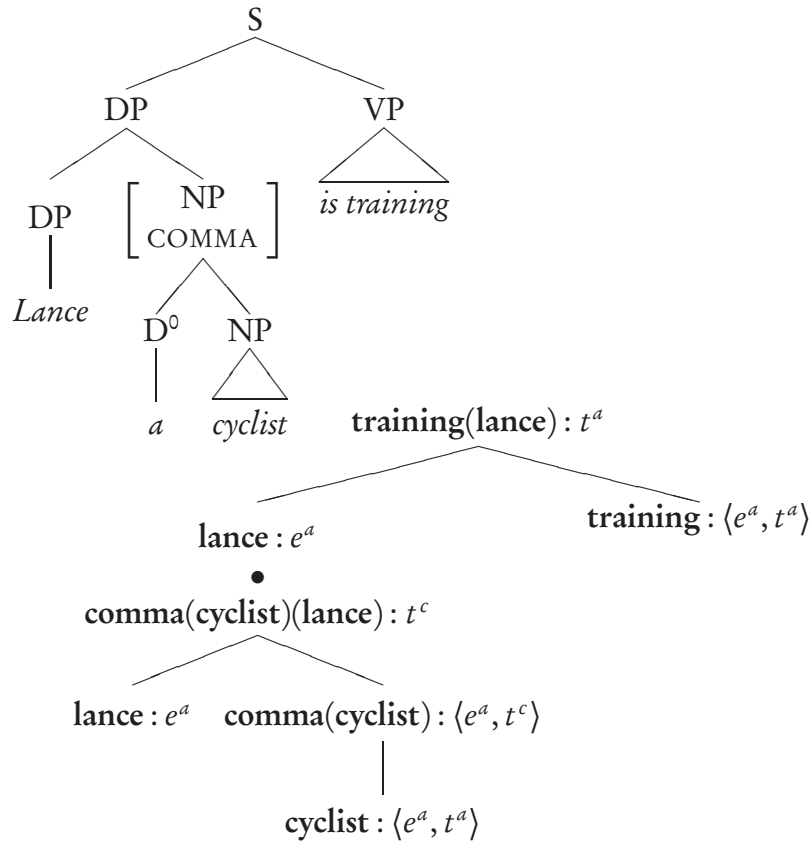 S
DP VP
DP [ NP COMMA ] is training
Lance D⁰ NP
a cyclist
training(lance) : tᵃ
lance : eᵃ training : ⟨eᵃ, tᵃ⟩
•
comma(cyclist)(lance) : tᶜ
lance : eᵃ comma(cyclist) : ⟨eᵃ, tᶜ⟩
cyclist : ⟨eᵃ, tᵃ⟩